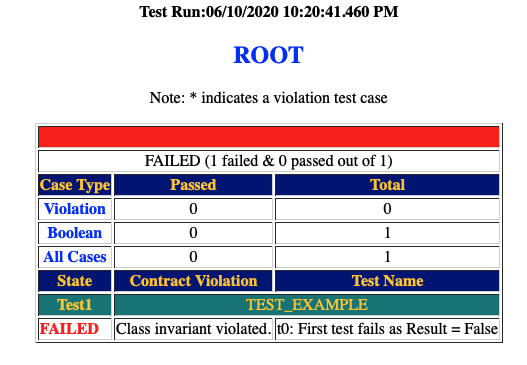 Test Run:06/10/2020 10:20:41.460 PM
ROOT
Note: * indicates a violation test case
FAILED (1 failed & 0 passed out of 1)
Case Type Passed Total
Violation 0 0
Boolean 0 1
All Cases 0 1
State Contract Violation Test Name
Test1 TEST_EXAMPLE
FAILED Class invariant violated. t0: First test fails as Result = False